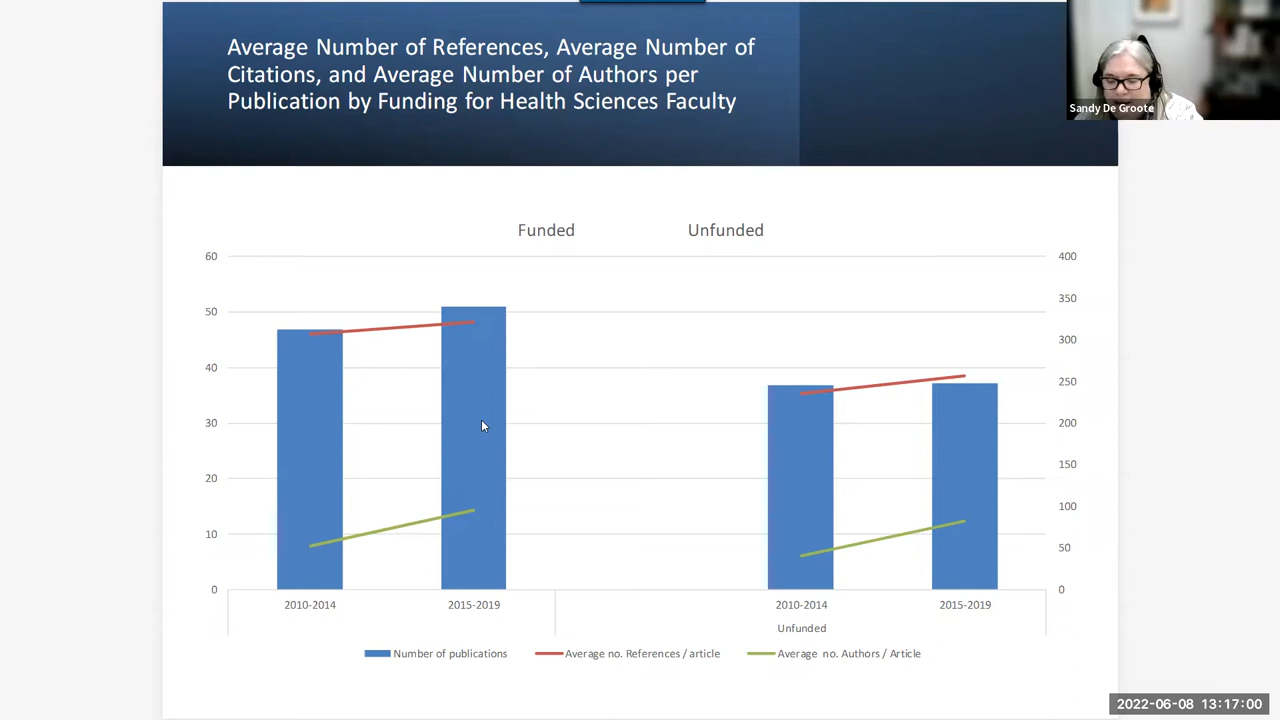 Average Number of References, Average Number of
Citations, and Average Number of Authors per
Publication by Funding for Health Sciences Faculty
Sandy De Groote
Funded Unfunded
60 400
350
50
300
40
250
30 200
150
20
100
10
50
0 0
2010-2014 2015-2019 2010-2014 2015-2019
Unfunded
Number of publications Average no. References / article Average no. Authors / Article
2022-06-08 13:17:00